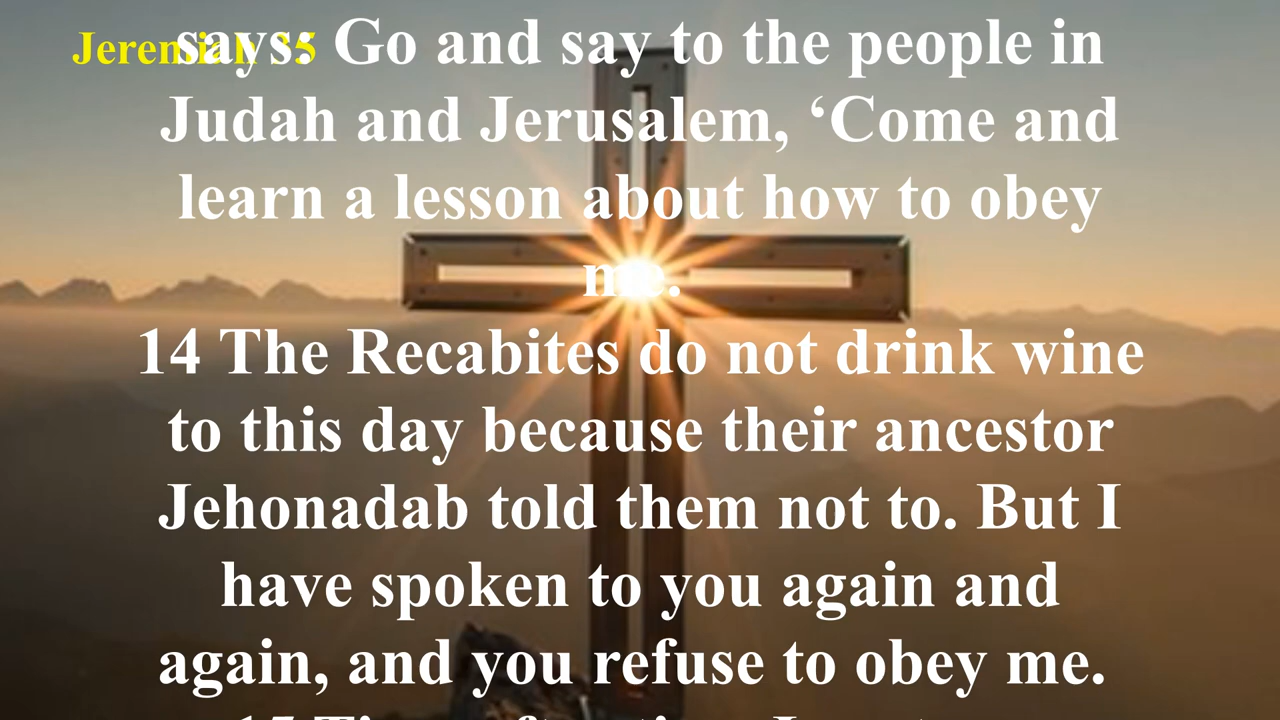 Jeremiah 35
says: Go and say to the people in
Judah and Jerusalem, ‘Come and
learn a lesson about how to obey
me.
14 The Recabites do not drink wine
to this day because their ancestor
Jehonadab told them not to. But I
have spoken to you again and
again, and you refuse to obey me.